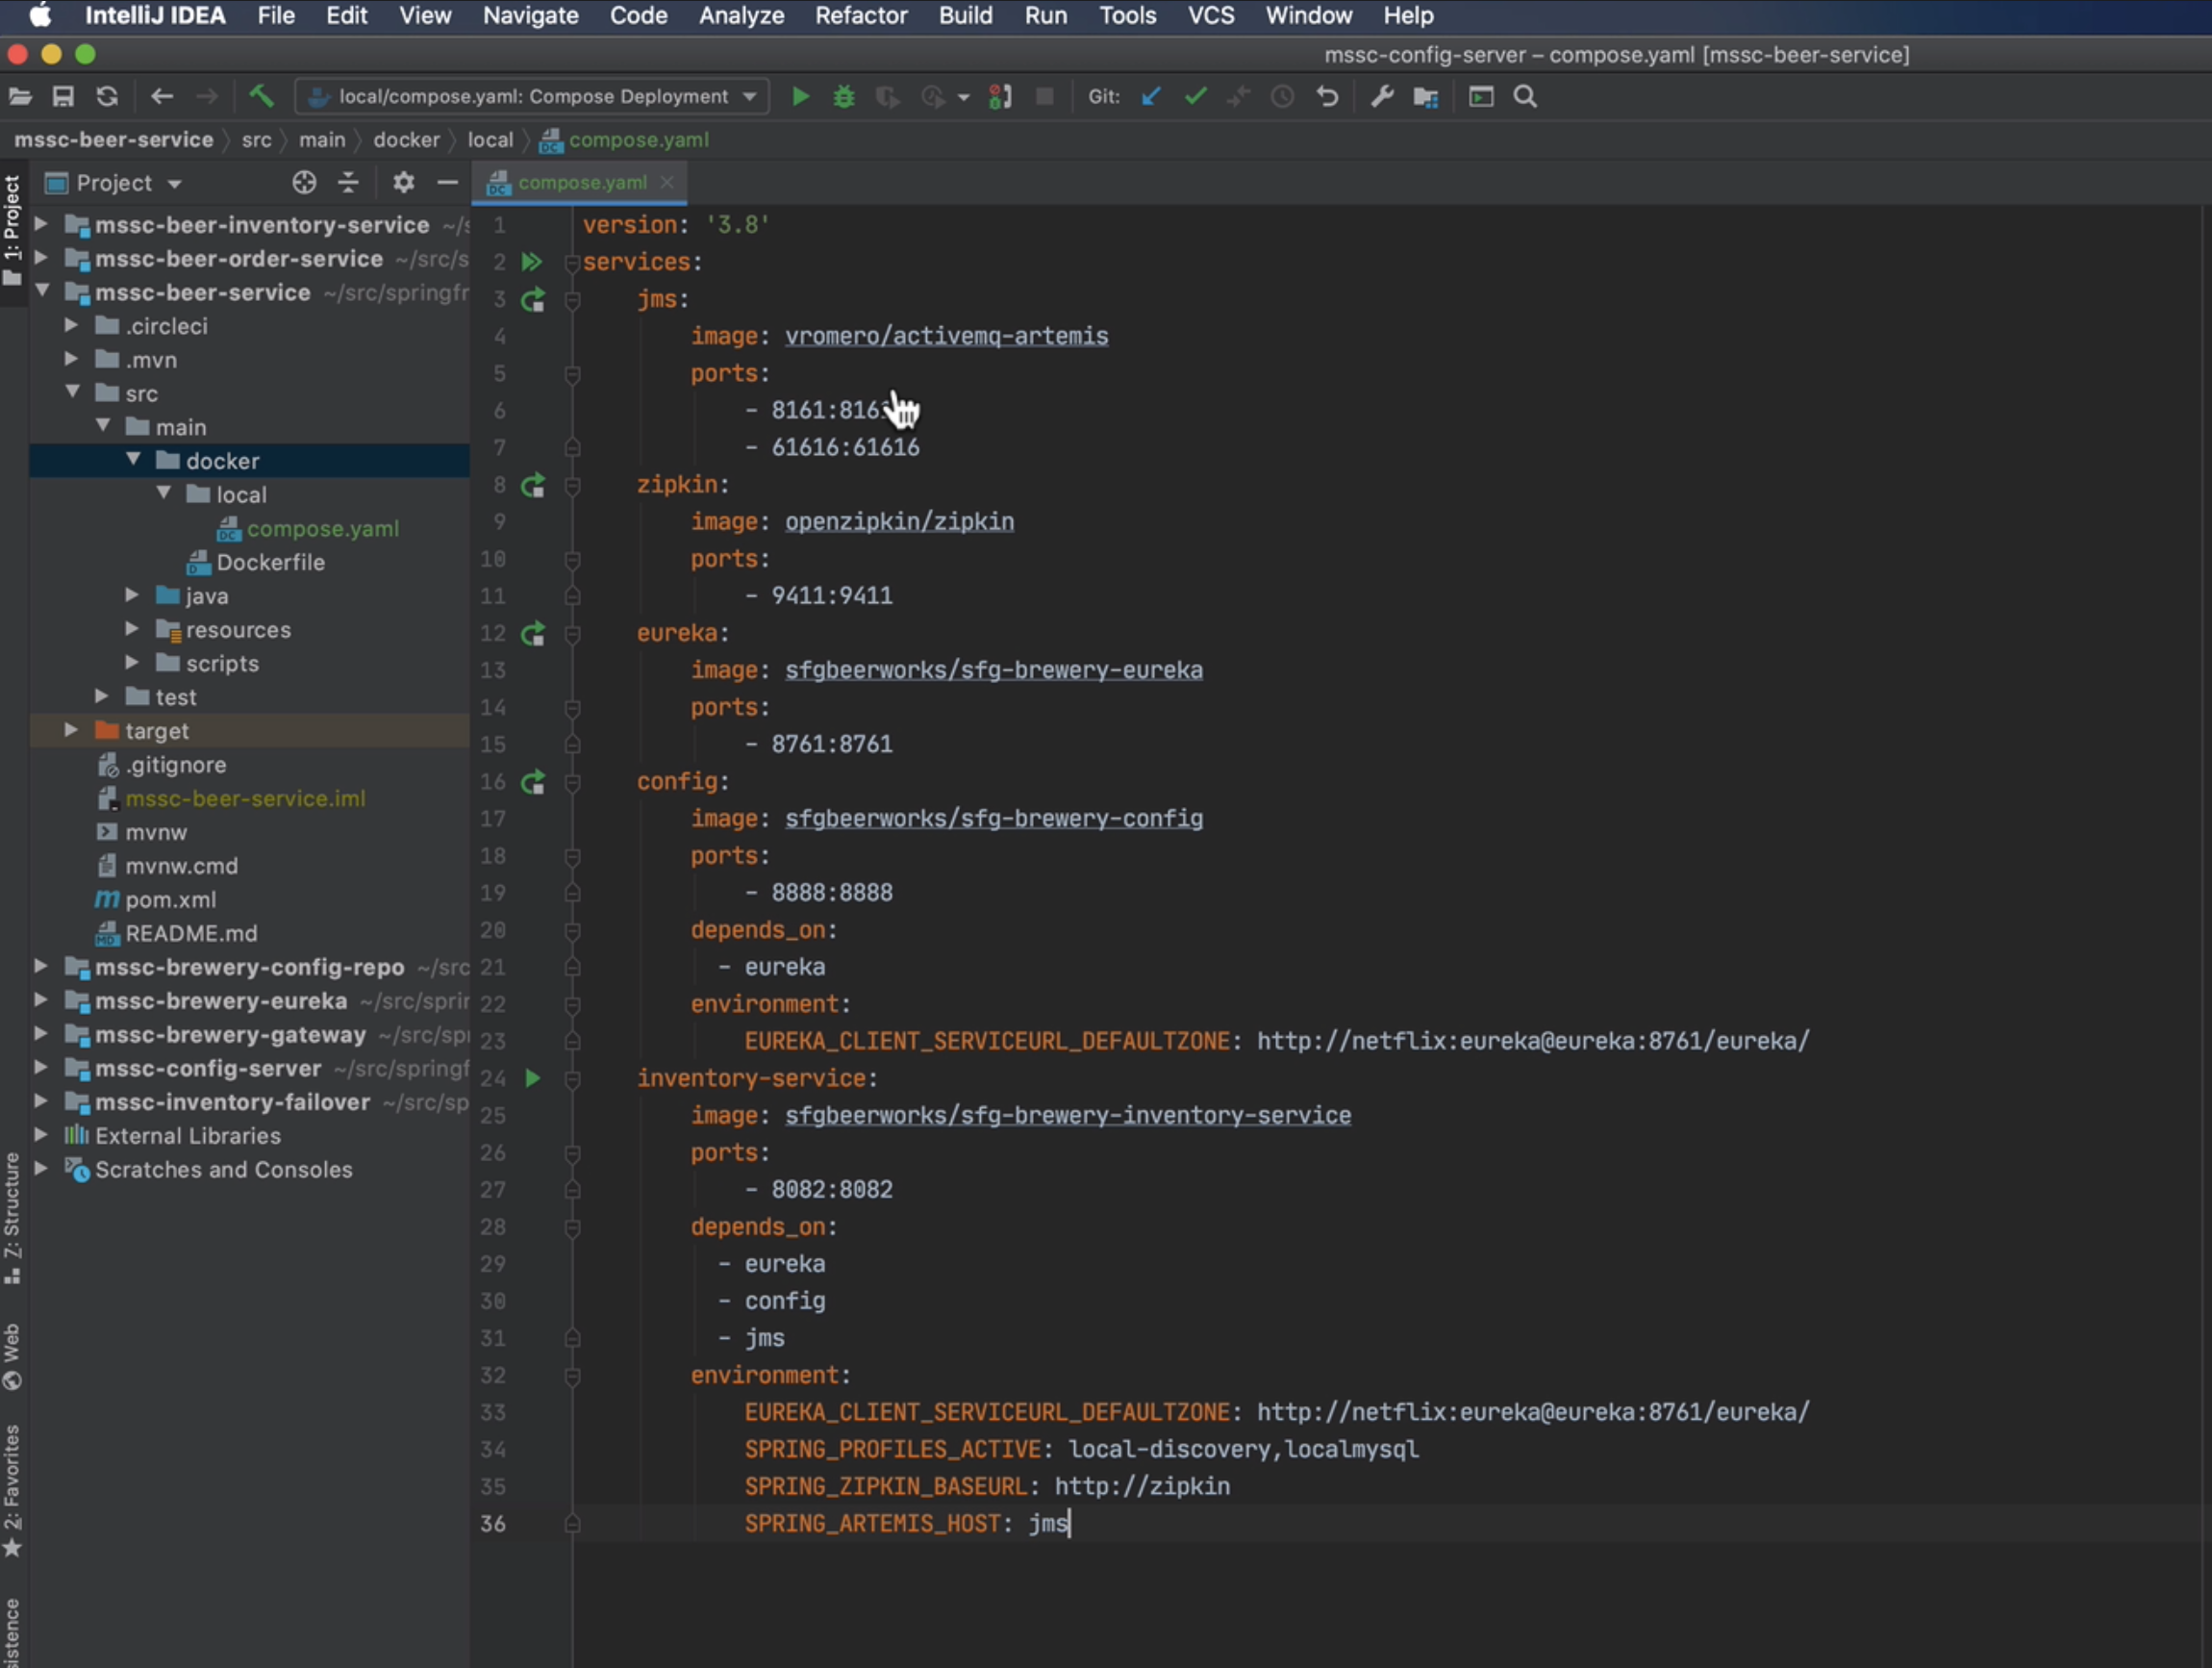 IntelliJ IDEA File Edit View Navigate Code Analyze Refactor Build Run Tools VCS Window Help
mssc-config-server – compose.yaml [mssc-beer-service]
local/compose.yaml: Compose Deployment Git:
mssc-beer-service src main docker local compose.yaml
1: Project
Z: Structure
Web
2: Favorites
Project
mssc-beer-inventory-service
mssc-beer-order-service ~/src/s
mssc-beer-service ~/src/springfr
.circleci
.mvn
src
main
docker
local
compose.yaml
Dockerfile
java
resources
scripts
test
target
.gitignore
mssc-beer-service.iml
mvnw
mvnw.cmd
pom.xml
README.md
mssc-brewery-config-repo ~/src
mssc-brewery-eureka ~/src/sprin
mssc-brewery-gateway ~/src/spr
mssc-config-server ~/src/springf
mssc-inventory-failover ~/src/sp
External Libraries
Scratches and Consoles
compose.yaml
1 version: '3.8'
2 services:
3 jms:
4 image: vromero/activemq-artemis
5 ports:
6 - 8161:8161
7 - 61616:61616
8 zipkin:
9 image: openzipkin/zipkin
10 ports:
11 - 9411:9411
12 eureka:
13 image: sfgbeerworks/sfg-brewery-eureka
14 ports:
15 - 8761:8761
16 config:
17 image: sfgbeerworks/sfg-brewery-config
18 ports:
19 - 8888:8888
20 depends_on:
21 - eureka
22 environment:
23 EUREKA_CLIENT_SERVICEURL_DEFAULTZONE: http://netflix:eureka@eureka:8761/eureka/
24 inventory-service:
25 image: sfgbeerworks/sfg-brewery-inventory-service
26 ports:
27 - 8082:8082
28 depends_on:
29 - eureka
30 - config
31 - jms
32 environment:
33 EUREKA_CLIENT_SERVICEURL_DEFAULTZONE: http://netflix:eureka@eureka:8761/eureka/
34 SPRING_PROFILES_ACTIVE: local-discovery,localmysql
35 SPRING_ZIPKIN_BASEURL: http://zipkin
36 SPRING_ARTEMIS_HOST: jms